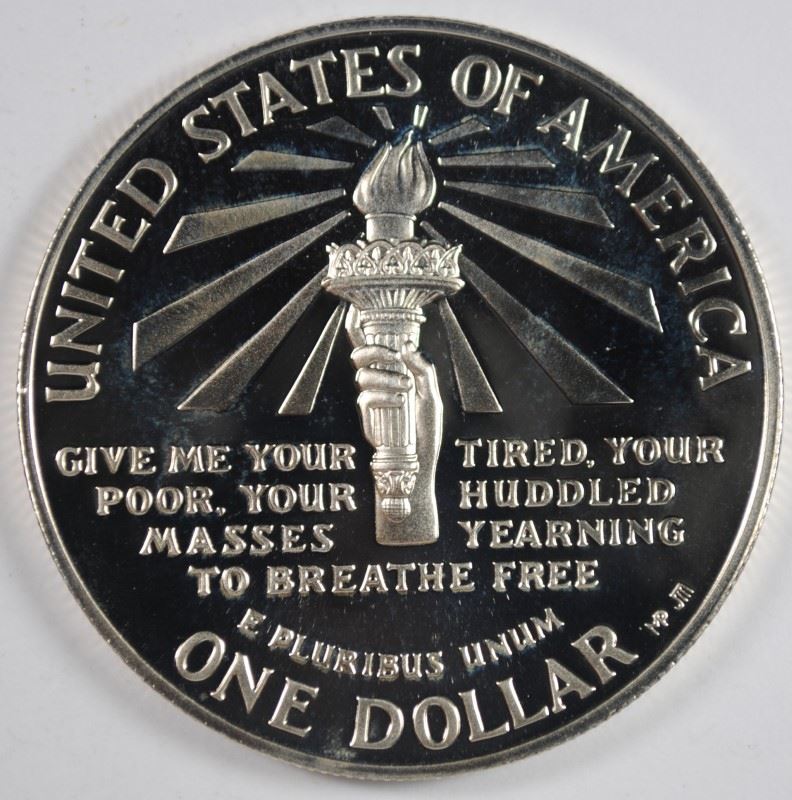 UNITED STATES OF AMERICA
GIVE ME YOUR TIRED, YOUR
POOR, YOUR HUDDLED
MASSES YEARNING
TO BREATHE FREE
E PLURIBUS UNUM
ONE DOLLAR